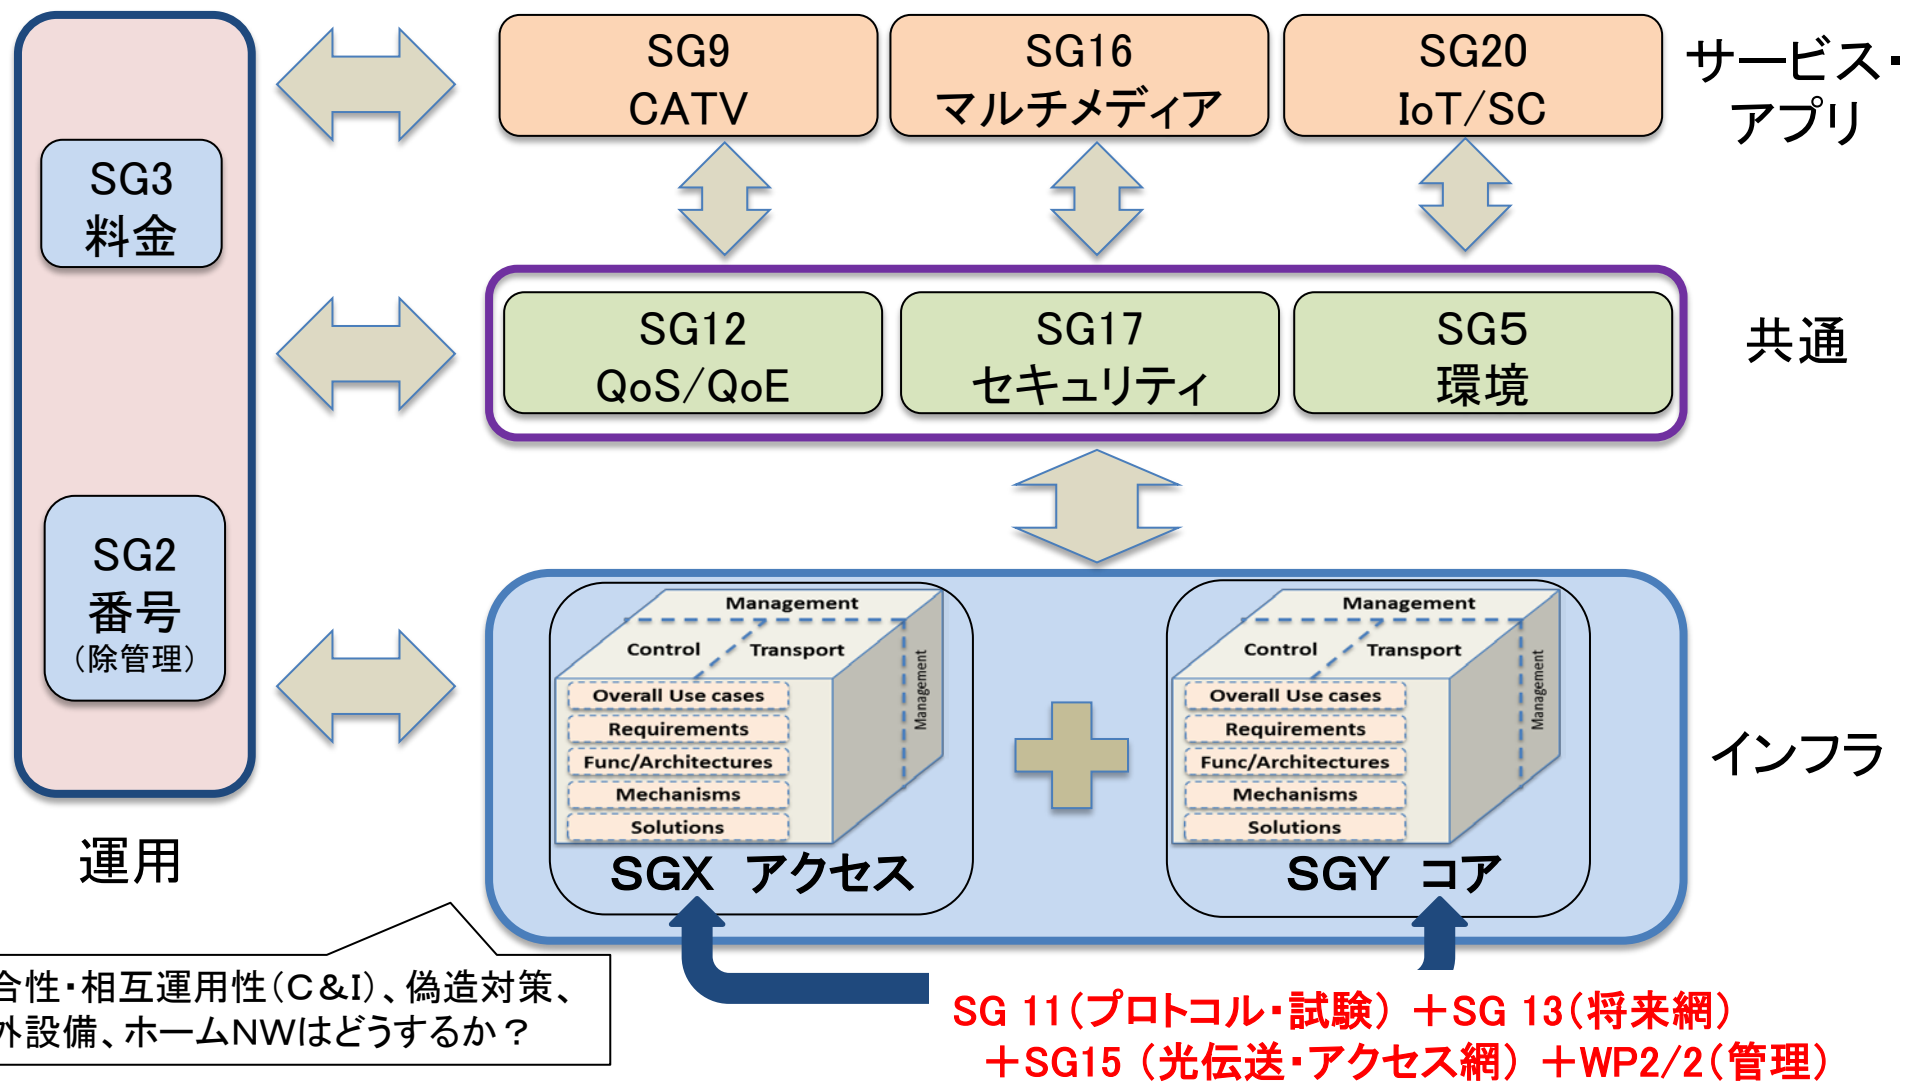 SG9
CATV
SG16
マルチメディア
SG20
IoT/SC
サービス・
アプリ
SG3
料金
SG12
QoS/QoE
SG17
セキュリティ
SG5
環境
共通
SG2
番号
（除管理）
運用
Management
Control
Transport
Management
Overall Use cases
Requirements
Func/Architectures
Mechanisms
Solutions
SGX アクセス
Management
Control
Transport
Management
Overall Use cases
Requirements
Func/Architectures
Mechanisms
Solutions
SGY コア
インフラ
合性・相互運用性（C＆I）、偽造対策、
外設備、ホームNWはどうするか？
SG 11（プロトコル・試験）＋SG 13（将来網）
＋SG15（光伝送・アクセス網）＋WP2/2（管理）